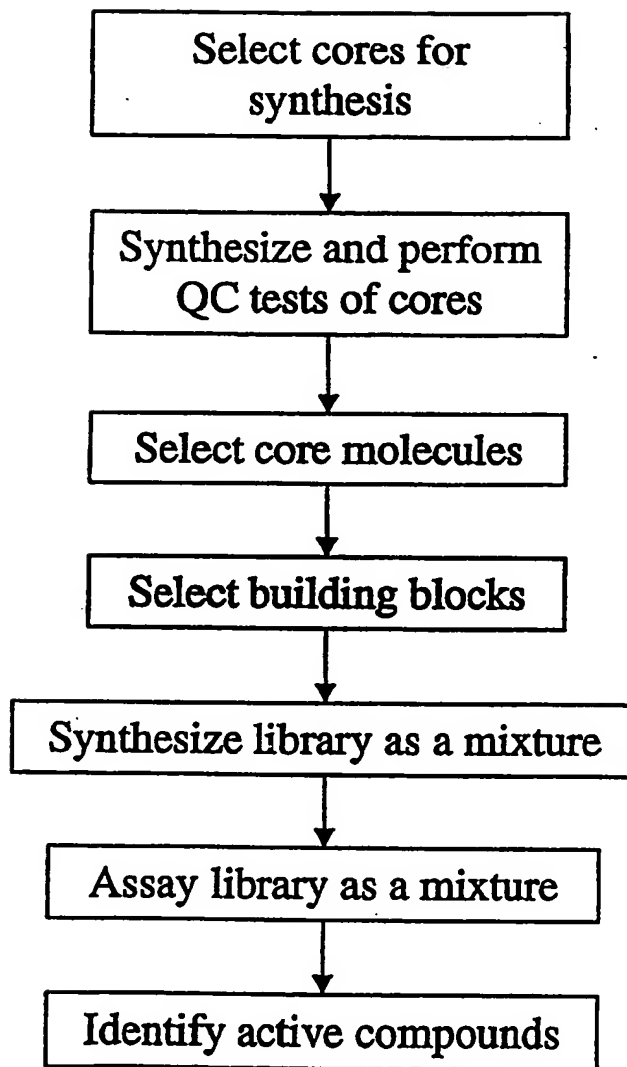 Select cores for
synthesis
Synthesize and perform
QC tests of cores
Select core molecules
Select building blocks
Synthesize library as a mixture
Assay library as a mixture
Identify active compounds